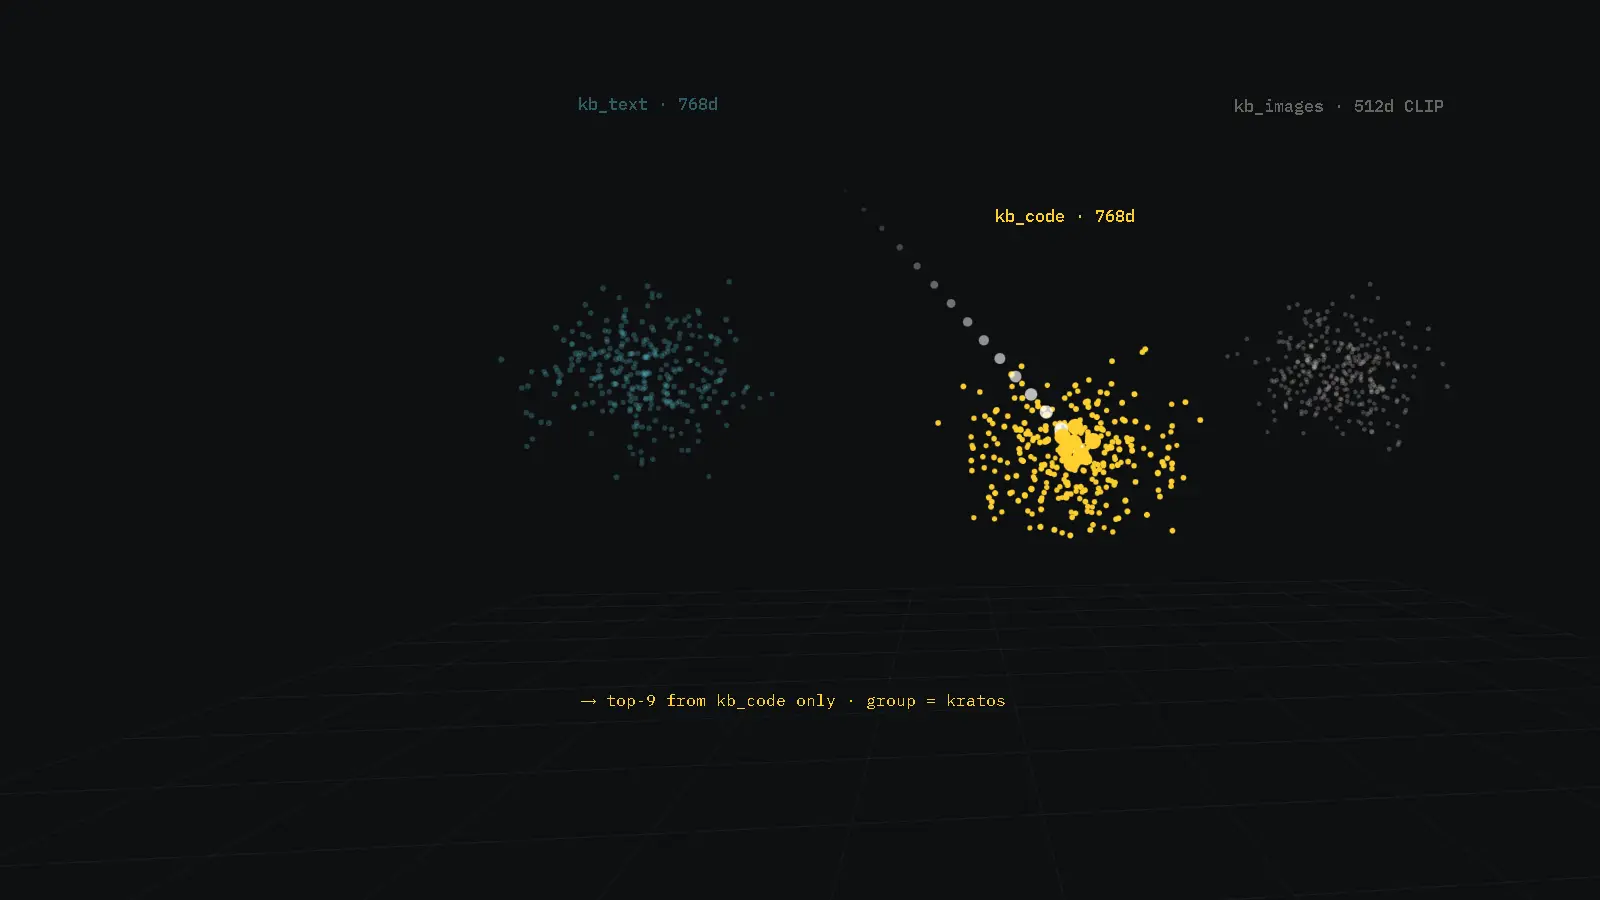 kb_text · 768d
kb_images · 512d CLIP
kb_code · 768d
→ top-9 from kb_code only · group = kratos